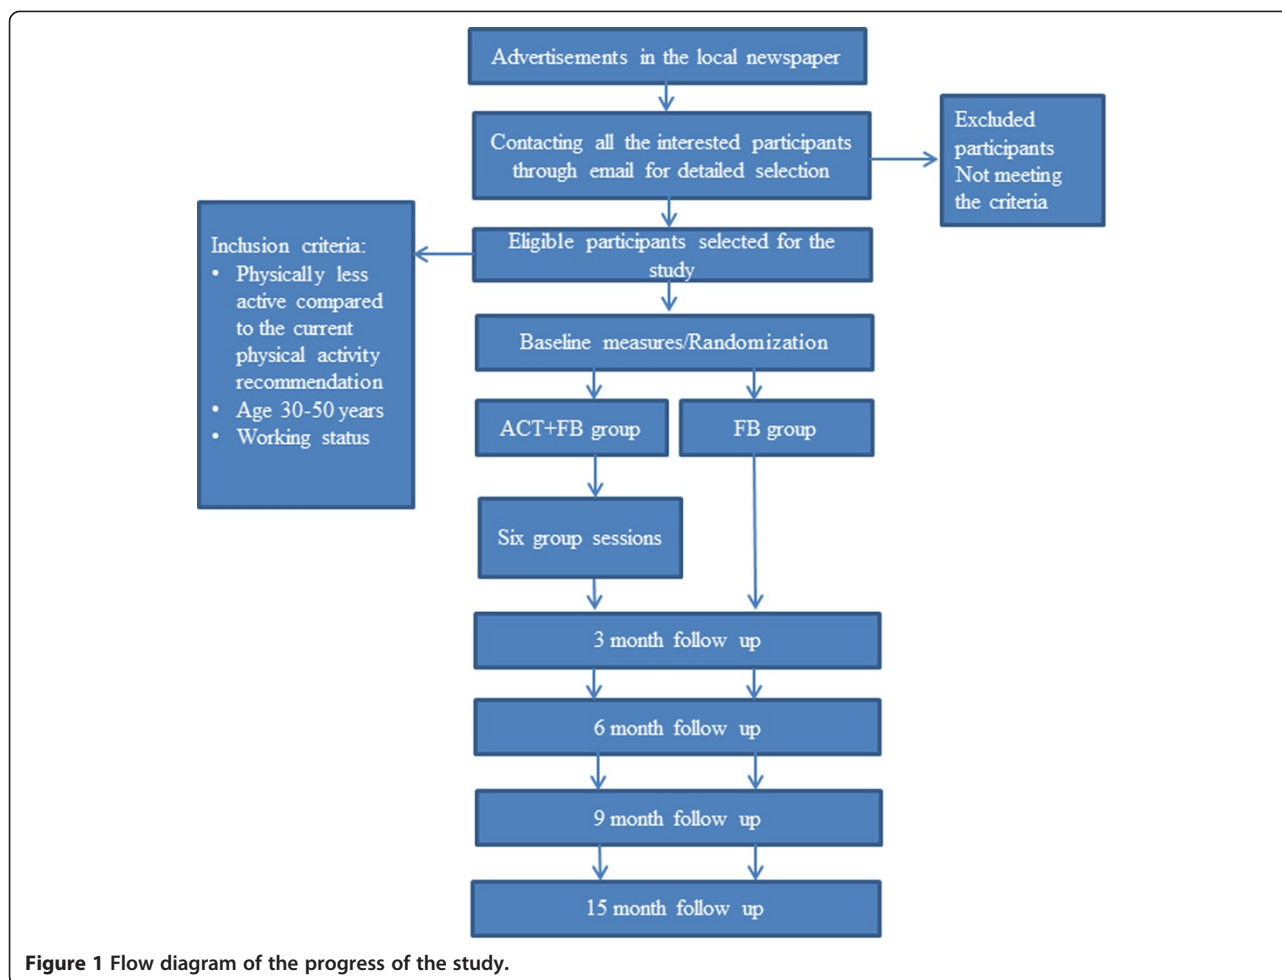 Advertisements in the local newspaper
Contacting all the interested participants
through email for detailed selection
Excluded
participants
Not meeting
the criteria
Eligible participants selected for the
study
Inclusion criteria:
• Physically less
active compared
to the current
physical activity
recommendation
• Age 30-50 years
• Working status
Baseline measures/Randomization
ACT+FB group
FB group
Six group sessions
3 month follow up
6 month follow up
9 month follow up
15 month follow up
Figure 1 Flow diagram of the progress of the study.